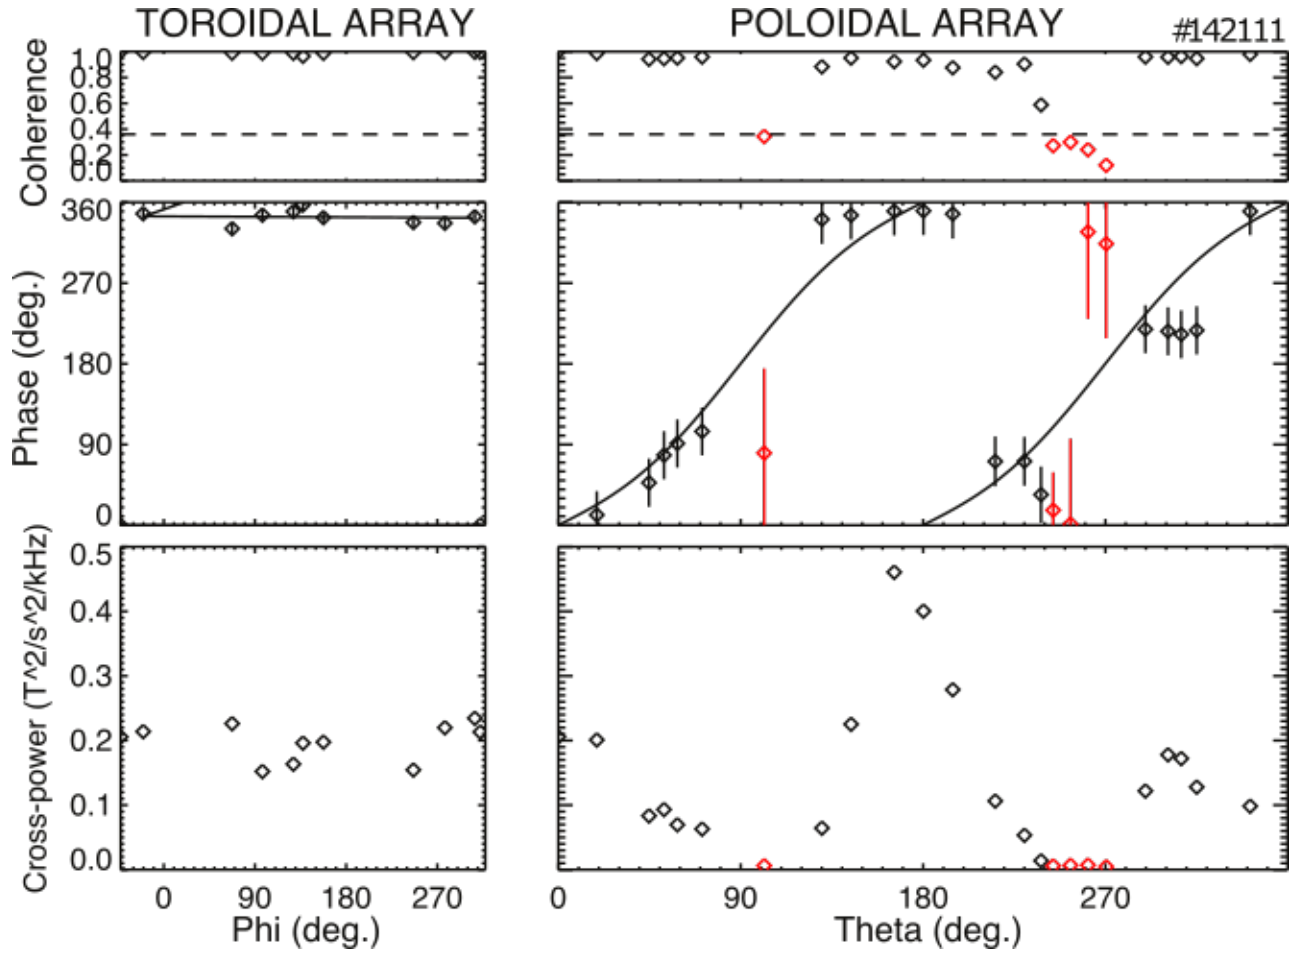 TOROIDAL ARRAY
POLOIDAL ARRAY
#142111
Coherence
1.0
0.8
0.6
0.4
0.2
0.0
Phase (deg.)
360
270
180
90
0
Cross-power (T^2/s^2/kHz)
0.5
0.4
0.3
0.2
0.1
0.0
0 90 180 270
Phi (deg.)
0 90 180 270
Theta (deg.)